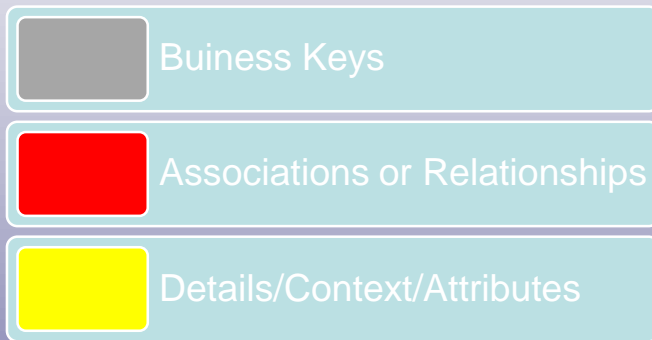 Buiness Keys
Associations or Relationships
Details/Context/Attributes